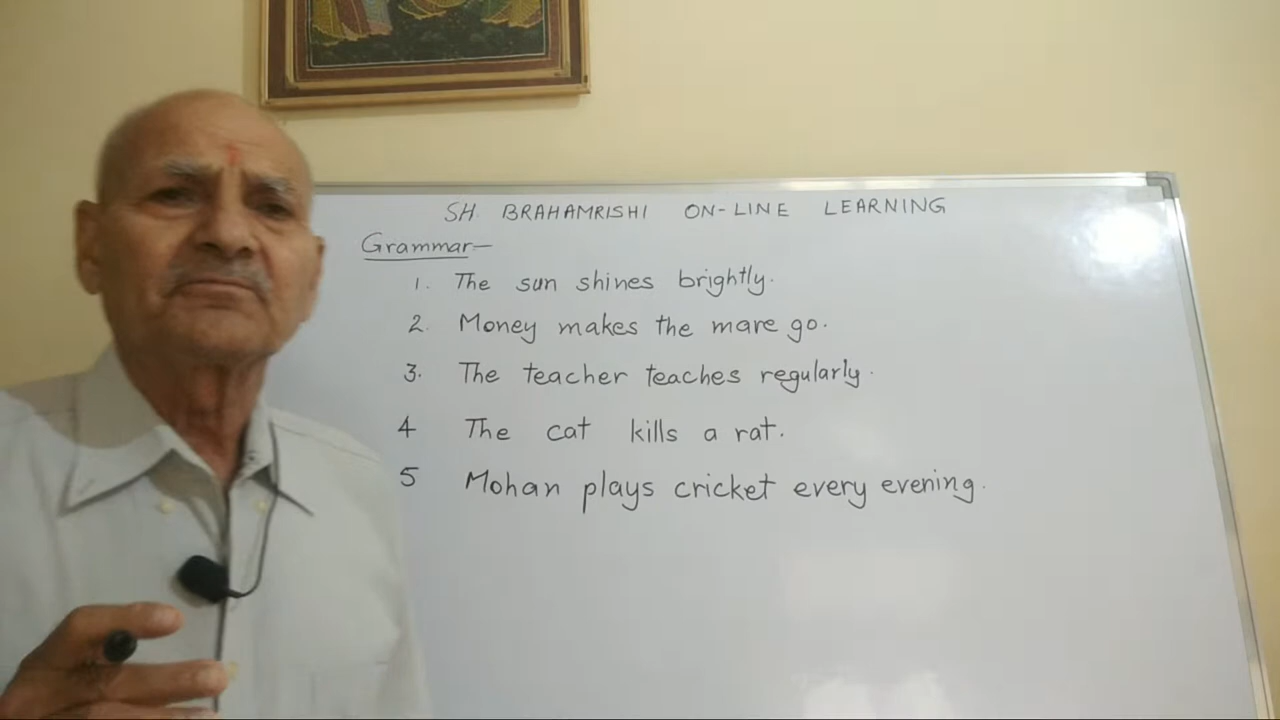 SH. BRAHAMRISHI ON-LINE LEARNING
Grammar—
1. The sun shines brightly.
2. Money makes the mare go.
3. The teacher teaches regularly.
4 The cat kills a rat.
5 Mohan plays cricket every evening.